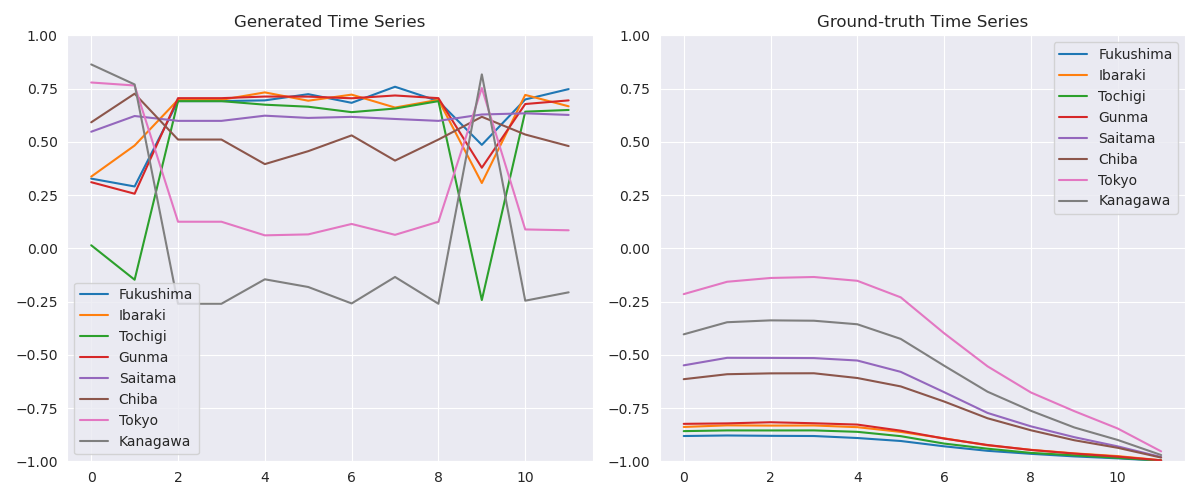 Generated Time Series
1.00
0.75
0.50
0.25
0.00
−0.25
−0.50
−0.75
−1.00
0 2 4 6 8 10
Fukushima
Ibaraki
Tochigi
Gunma
Saitama
Chiba
Tokyo
Kanagawa
Ground-truth Time Series
1.00
0.75
0.50
0.25
0.00
−0.25
−0.50
−0.75
−1.00
0 2 4 6 8 10
Fukushima
Ibaraki
Tochigi
Gunma
Saitama
Chiba
Tokyo
Kanagawa